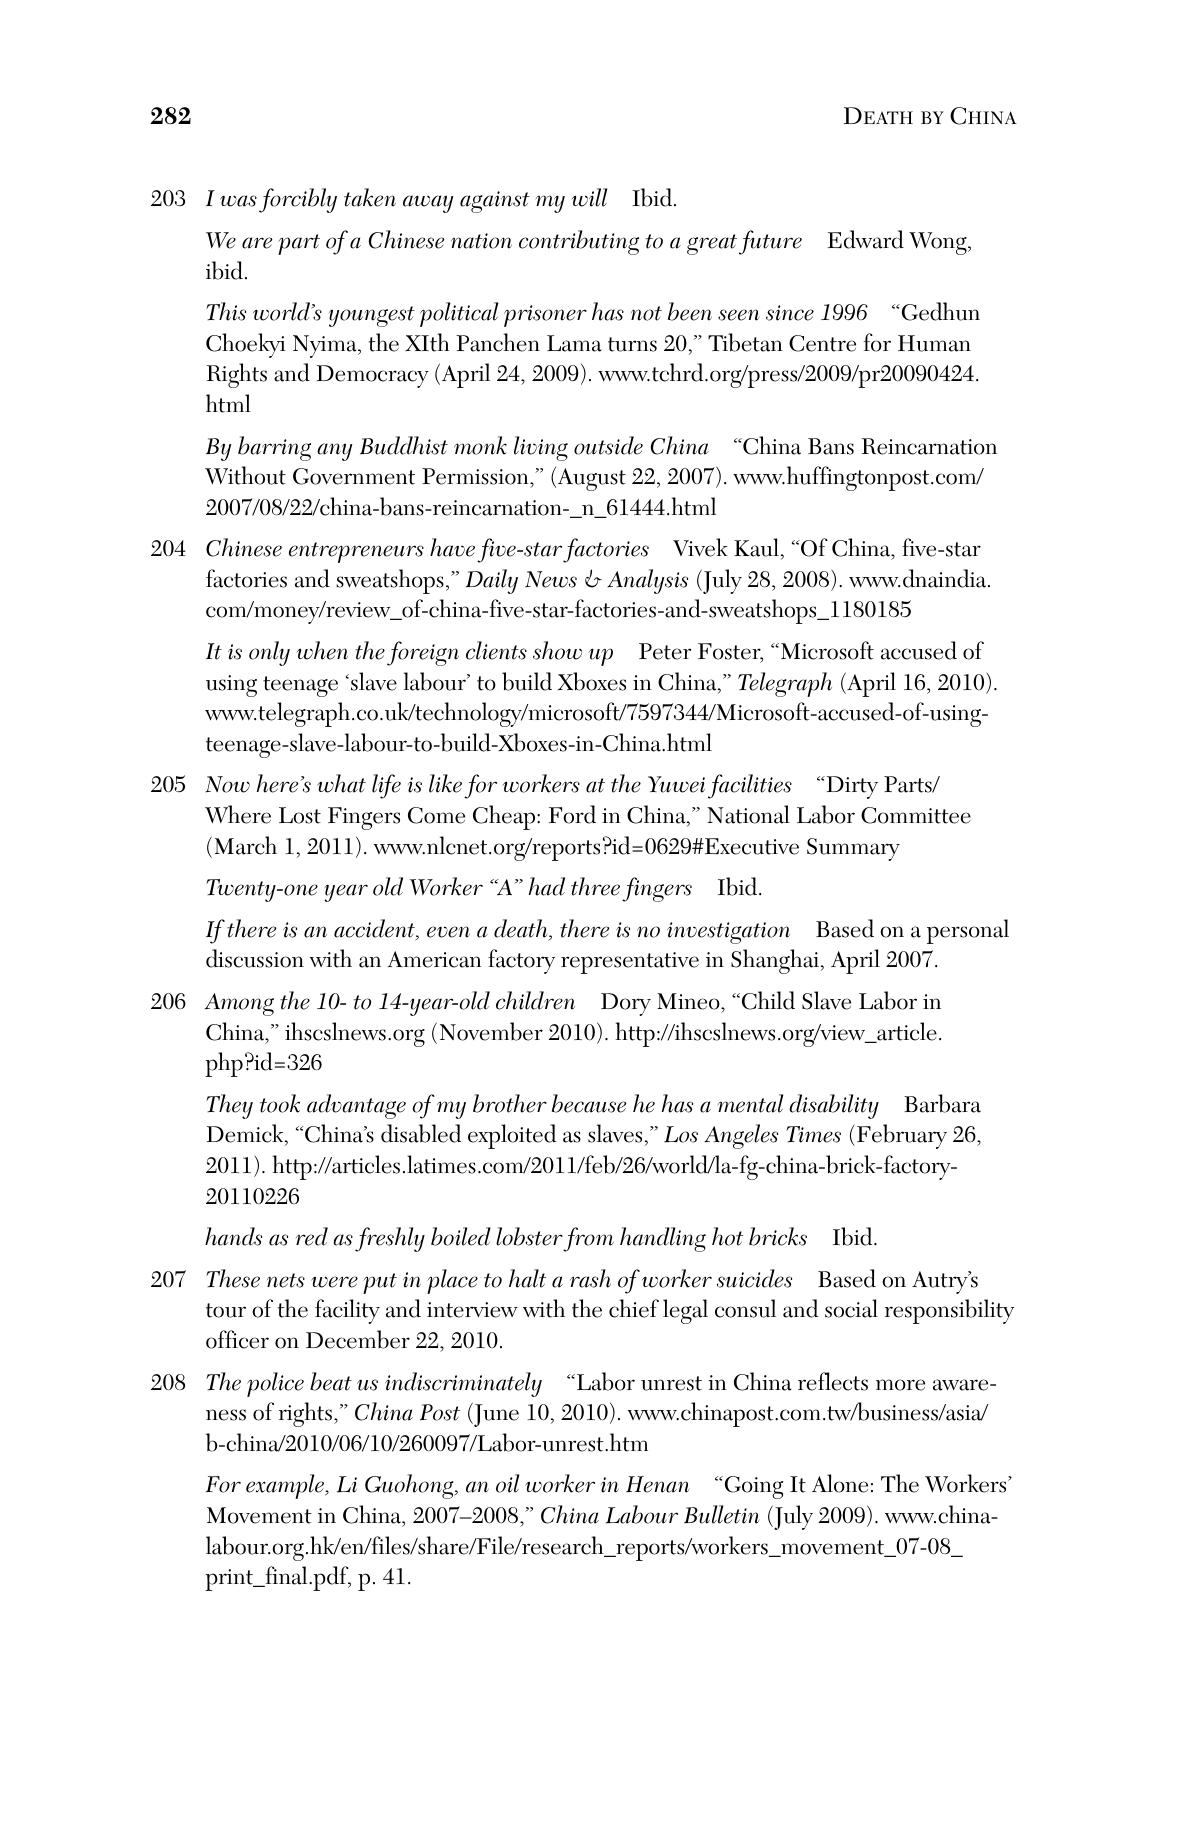 282 DEATH BY CHINA
203 I was forcibly taken away against my will Ibid.
We are part of a Chinese nation contributing to a great future Edward Wong,
ibid.
This world’s youngest political prisoner has not been seen since 1996 “Gedhun
Choekyi Nyima, the XIth Panchen Lama turns 20,” Tibetan Centre for Human
Rights and Democracy (April 24, 2009). www.tchrd.org/press/2009/pr20090424.
html
By barring any Buddhist monk living outside China “China Bans Reincarnation
Without Government Permission,” (August 22, 2007). www.huffingtonpost.com/
2007/08/22/china-bans-reincarnation-_n_61444.html
204 Chinese entrepreneurs have five-star factories Vivek Kaul, “Of China, five-star
factories and sweatshops,” Daily News & Analysis (July 28, 2008). www.dnaindia.
com/money/review_of-china-five-star-factories-and-sweatshops_1180185
It is only when the foreign clients show up Peter Foster, “Microsoft accused of
using teenage ‘slave labour’ to build Xboxes in China,” Telegraph (April 16, 2010).
www.telegraph.co.uk/technology/microsoft/7597344/Microsoft-accused-of-using-
teenage-slave-labour-to-build-Xboxes-in-China.html
205 Now here’s what life is like for workers at the Yuwei facilities “Dirty Parts/
Where Lost Fingers Come Cheap: Ford in China,” National Labor Committee
(March 1, 2011). www.nlcnet.org/reports?id=0629#Executive Summary
Twenty-one year old Worker “A” had three fingers Ibid.
If there is an accident, even a death, there is no investigation Based on a personal
discussion with an American factory representative in Shanghai, April 2007.
206 Among the 10- to 14-year-old children Dory Mineo, “Child Slave Labor in
China,” ihscslnews.org (November 2010). http://ihscslnews.org/view_article.
php?id=326
They took advantage of my brother because he has a mental disability Barbara
Demick, “China’s disabled exploited as slaves,” Los Angeles Times (February 26,
2011). http://articles.latimes.com/2011/feb/26/world/la-fg-china-brick-factory-
20110226
hands as red as freshly boiled lobster from handling hot bricks Ibid.
207 These nets were put in place to halt a rash of worker suicides Based on Autry’s
tour of the facility and interview with the chief legal consul and social responsibility
officer on December 22, 2010.
208 The police beat us indiscriminately “Labor unrest in China reflects more aware-
ness of rights,” China Post (June 10, 2010). www.chinapost.com.tw/business/asia/
b-china/2010/06/10/260097/Labor-unrest.htm
For example, Li Guohong, an oil worker in Henan “Going It Alone: The Workers’
Movement in China, 2007–2008,” China Labour Bulletin (July 2009). www.china-
labour.org.hk/en/files/share/File/research_reports/workers_movement_07-08_
print_final.pdf, p. 41.